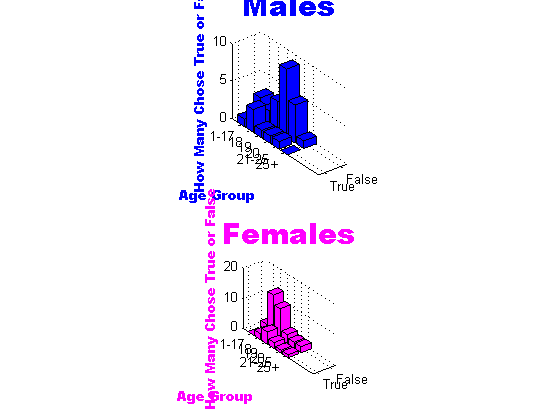 Males
How Many Chose True or Fa
10
5
0
1-17
18
19
20
21-25
25+
True
False
Age Group
Females
How Many Chose True or False
20
10
0
1-17
18
19
20
21-25
25+
True
False
Age Group